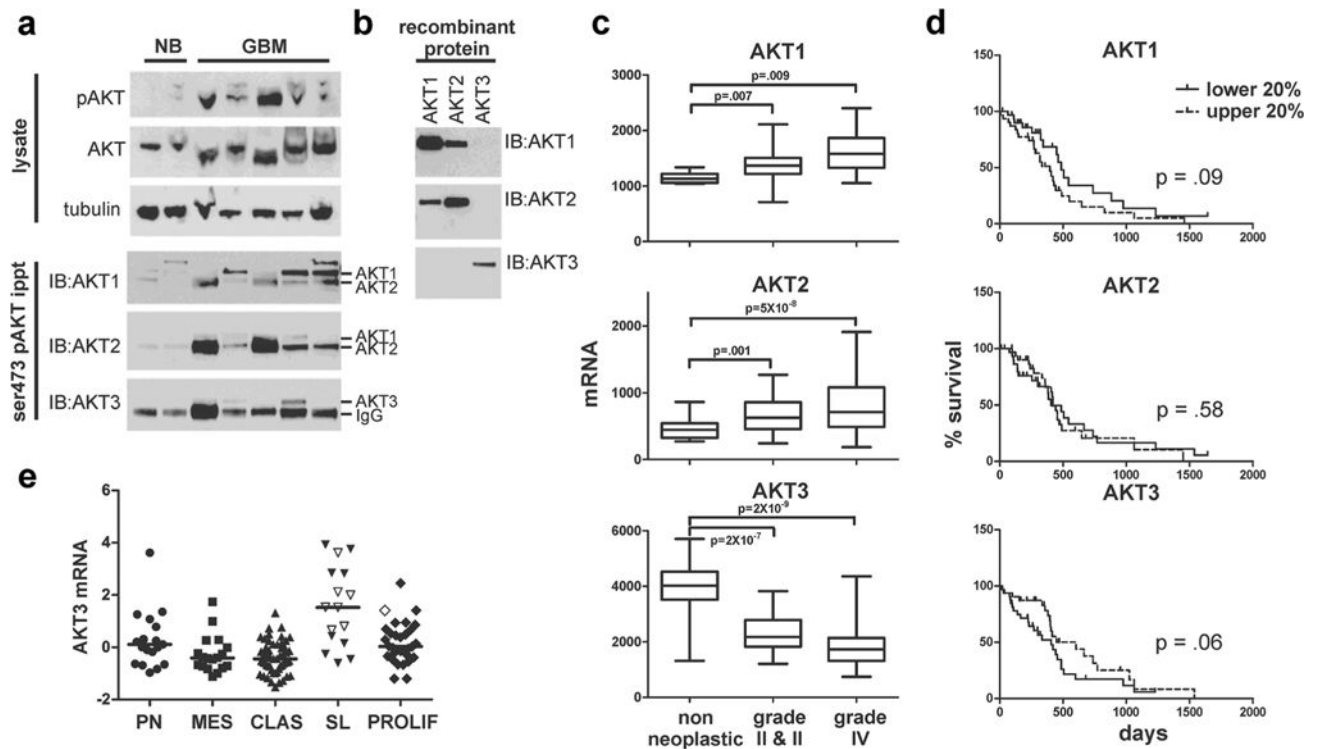 a
NB GBM
lysate
pAKT
AKT
tubulin
ser473 pAKT ippt
IB:AKT1
AKT1
AKT2
IB:AKT2
AKT1
AKT2
IB:AKT3
AKT3
IgG
b
recombinant
protein
AKT1 AKT2 AKT3
IB:AKT1
IB:AKT2
IB:AKT3
c
mRNA
AKT1
p=.009
p=.007
3000
2000
1000
0
AKT2
p=5X10⁻⁸
p=.001
2000
1000
0
AKT3
p=2X10⁻⁹
p=2X10⁻⁷
6000
4000
2000
0
non
neoplastic
grade
II & II
grade
IV
d
% survival
AKT1
lower 20%
upper 20%
p = .09
150
100
50
0
0 500 1000 1500 2000
AKT2
p = .58
150
100
50
0
0 500 1000 1500 2000
AKT3
p = .06
150
100
50
0
0 500 1000 1500 2000
days
e
AKT3 mRNA
6
4
2
0
-2
PN MES CLAS SL PROLIF